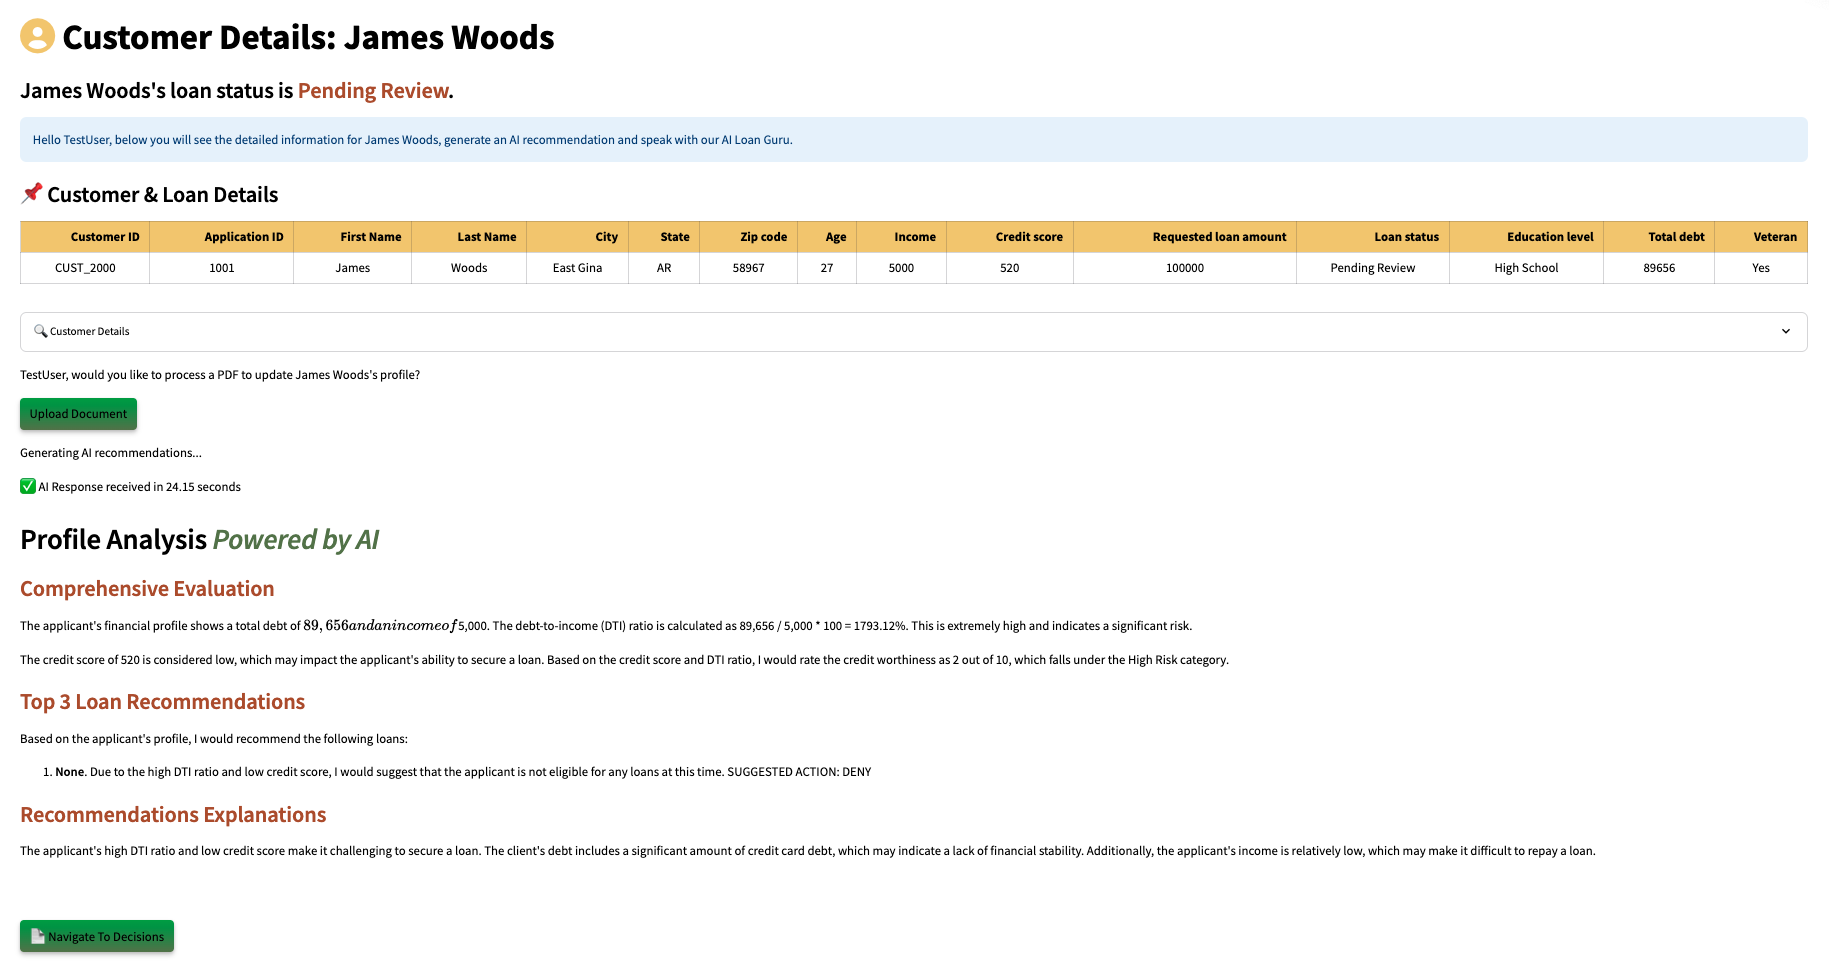 Customer Details: James Woods
James Woods's loan status is Pending Review.
Hello TestUser, below you will see the detailed information for James Woods, generate an AI recommendation and speak with our AI Loan Guru.
Customer & Loan Details
Customer ID Application ID First Name Last Name City State Zip code Age Income Credit score Requested loan amount Loan status Education level Total debt Veteran
CUST_2000 1001 James Woods East Gina AR 58967 27 5000 520 100000 Pending Review High School 89656 Yes
Customer Details
TestUser, would you like to process a PDF to update James Woods's profile?
Upload Document
Generating AI recommendations...
AI Response received in 24.15 seconds
Profile Analysis Powered by AI
Comprehensive Evaluation
The applicant's financial profile shows a total debt of 89,656andanincomeof5,000. The debt-to-income (DTI) ratio is calculated as 89,656 / 5,000 * 100 = 1793.12%. This is extremely high and indicates a significant risk.
The credit score of 520 is considered low, which may impact the applicant's ability to secure a loan. Based on the credit score and DTI ratio, I would rate the credit worthiness as 2 out of 10, which falls under the High Risk category.
Top 3 Loan Recommendations
Based on the applicant's profile, I would recommend the following loans:
1. None. Due to the high DTI ratio and low credit score, I would suggest that the applicant is not eligible for any loans at this time. SUGGESTED ACTION: DENY
Recommendations Explanations
The applicant's high DTI ratio and low credit score make it challenging to secure a loan. The client's debt includes a significant amount of credit card debt, which may indicate a lack of financial stability. Additionally, the applicant's income is relatively low, which may make it difficult to repay a loan.
Navigate To Decisions